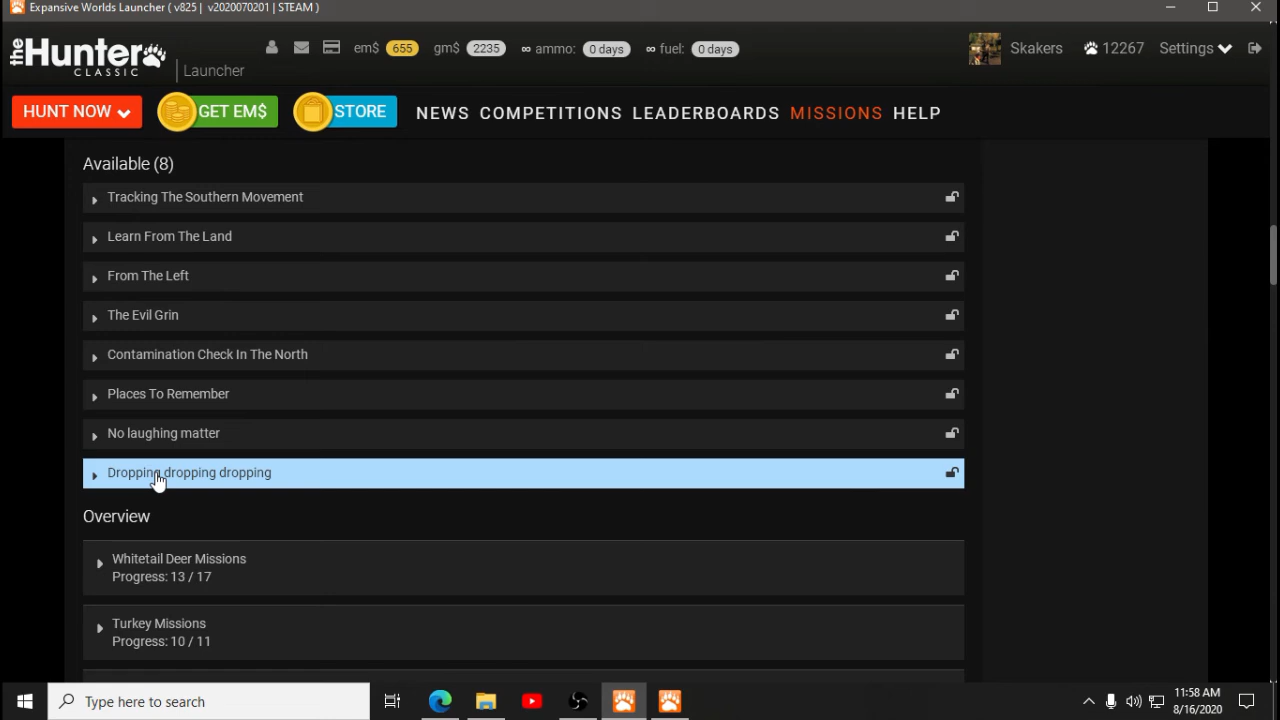 Expansive Worlds Launcher ( v825 | v2020070201 | STEAM )
theHunter
CLASSIC
Launcher
em$ 655 gm$ 2235 ∞ ammo: 0 days ∞ fuel: 0 days
Skakers 12267 Settings
HUNT NOW GET EM$ STORE NEWS COMPETITIONS LEADERBOARDS MISSIONS HELP
Available (8)
Tracking The Southern Movement
Learn From The Land
From The Left
The Evil Grin
Contamination Check In The North
Places To Remember
No laughing matter
Dropping dropping dropping
Overview
Whitetail Deer Missions
Progress: 13 / 17
Turkey Missions
Progress: 10 / 11
Type here to search
11:58 AM
8/16/2020